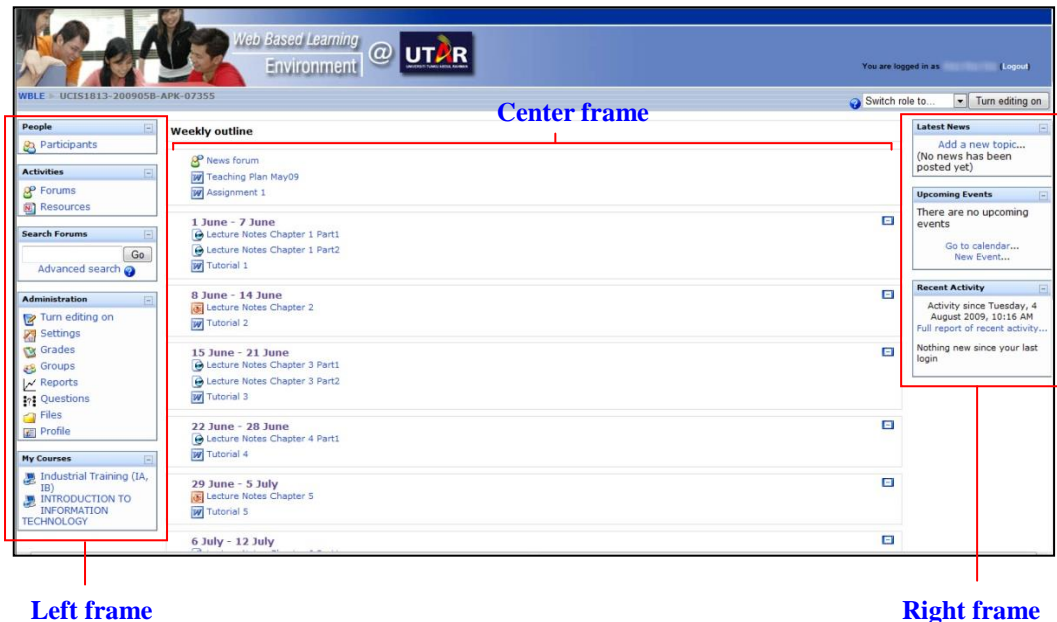 Web Based Learning
Environment @ UTAR
UNIVERSITI TUNKU ABDUL RAHMAN
You are logged in as (Logout)
WBLE ► UCIS1813-200905B-APK-07355
Switch role to... Turn editing on
Center frame
People
Participants
Activities
Forums
Resources
Search Forums
Go
Advanced search
Administration
Turn editing on
Settings
Grades
Groups
Reports
Questions
Files
Profile
My Courses
Industrial Training (IA,
IB)
INTRODUCTION TO
INFORMATION
TECHNOLOGY
Weekly outline
News forum
Teaching Plan May09
Assignment 1
1 June - 7 June
Lecture Notes Chapter 1 Part1
Lecture Notes Chapter 1 Part2
Tutorial 1
8 June - 14 June
Lecture Notes Chapter 2
Tutorial 2
15 June - 21 June
Lecture Notes Chapter 3 Part1
Lecture Notes Chapter 3 Part2
Tutorial 3
22 June - 28 June
Lecture Notes Chapter 4 Part1
Tutorial 4
29 June - 5 July
Lecture Notes Chapter 5
Tutorial 5
6 July - 12 July
Latest News
Add a new topic...
(No news has been
posted yet)
Upcoming Events
There are no upcoming
events
Go to calendar...
New Event...
Recent Activity
Activity since Tuesday, 4
August 2009, 10:16 AM
Full report of recent activity...
Nothing new since your last
login
Left frame
Right frame